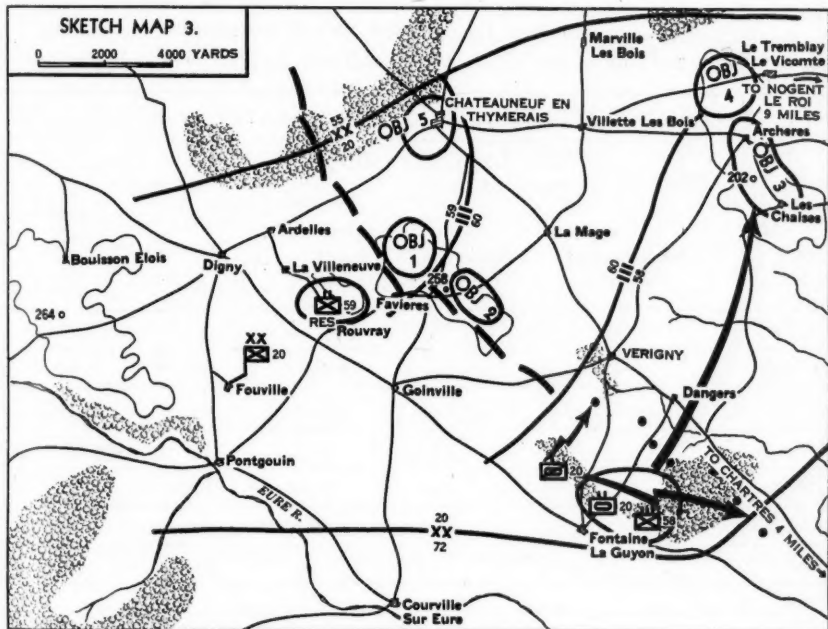 SKETCH MAP 3.
0 2000 4000 YARDS
Marville
Les Bois
Le Tremblay
Le Vicomte
TO NOGENT
LE ROI
9 MILES
OBJ
4
CHATEAUNEUF EN
THYMERAIS
OBJ 5
55
XX
20
Villette Les Bois
Archeres
OBJ 3
202
Les
Chaises
59
60
Ardelles
OBJ
1
La Mage
Bouisson Elois
Digny
La Villeneuve
258
OBJ 2
60
58
59
Favieres
RES
Rouvray
264
XX
20
VERIGNY
Fouville
Goinville
Dangers
Pontgouin
20
TO CHARTRES 4 MILES
EURE R.
20
58
20
XX
72
Fontaine
La Guyon
Courville
Sur Eure